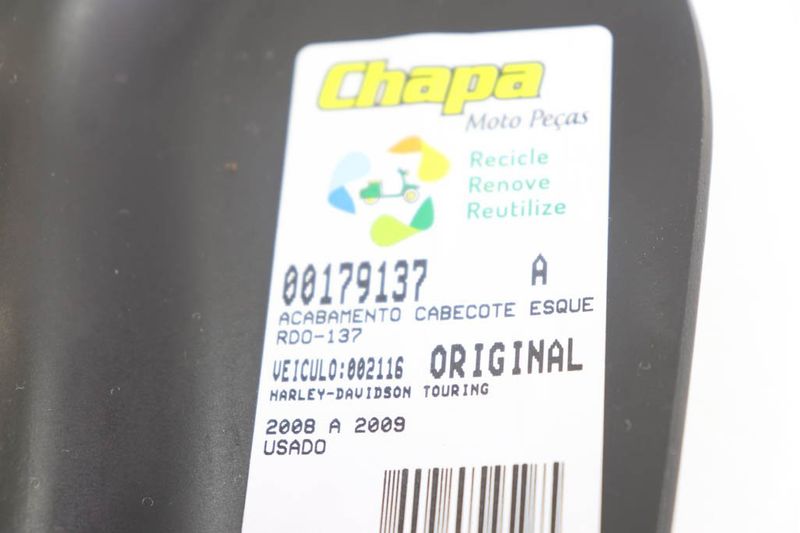 Chapa
Moto Peças
Recicle
Renove
Reutilize
00179137 A
ACABAMENTO CABECOTE ESQUE
RDO-137
VEICULO:002116 ORIGINAL
HARLEY-DAVIDSON TOURING
2008 A 2009
USADO